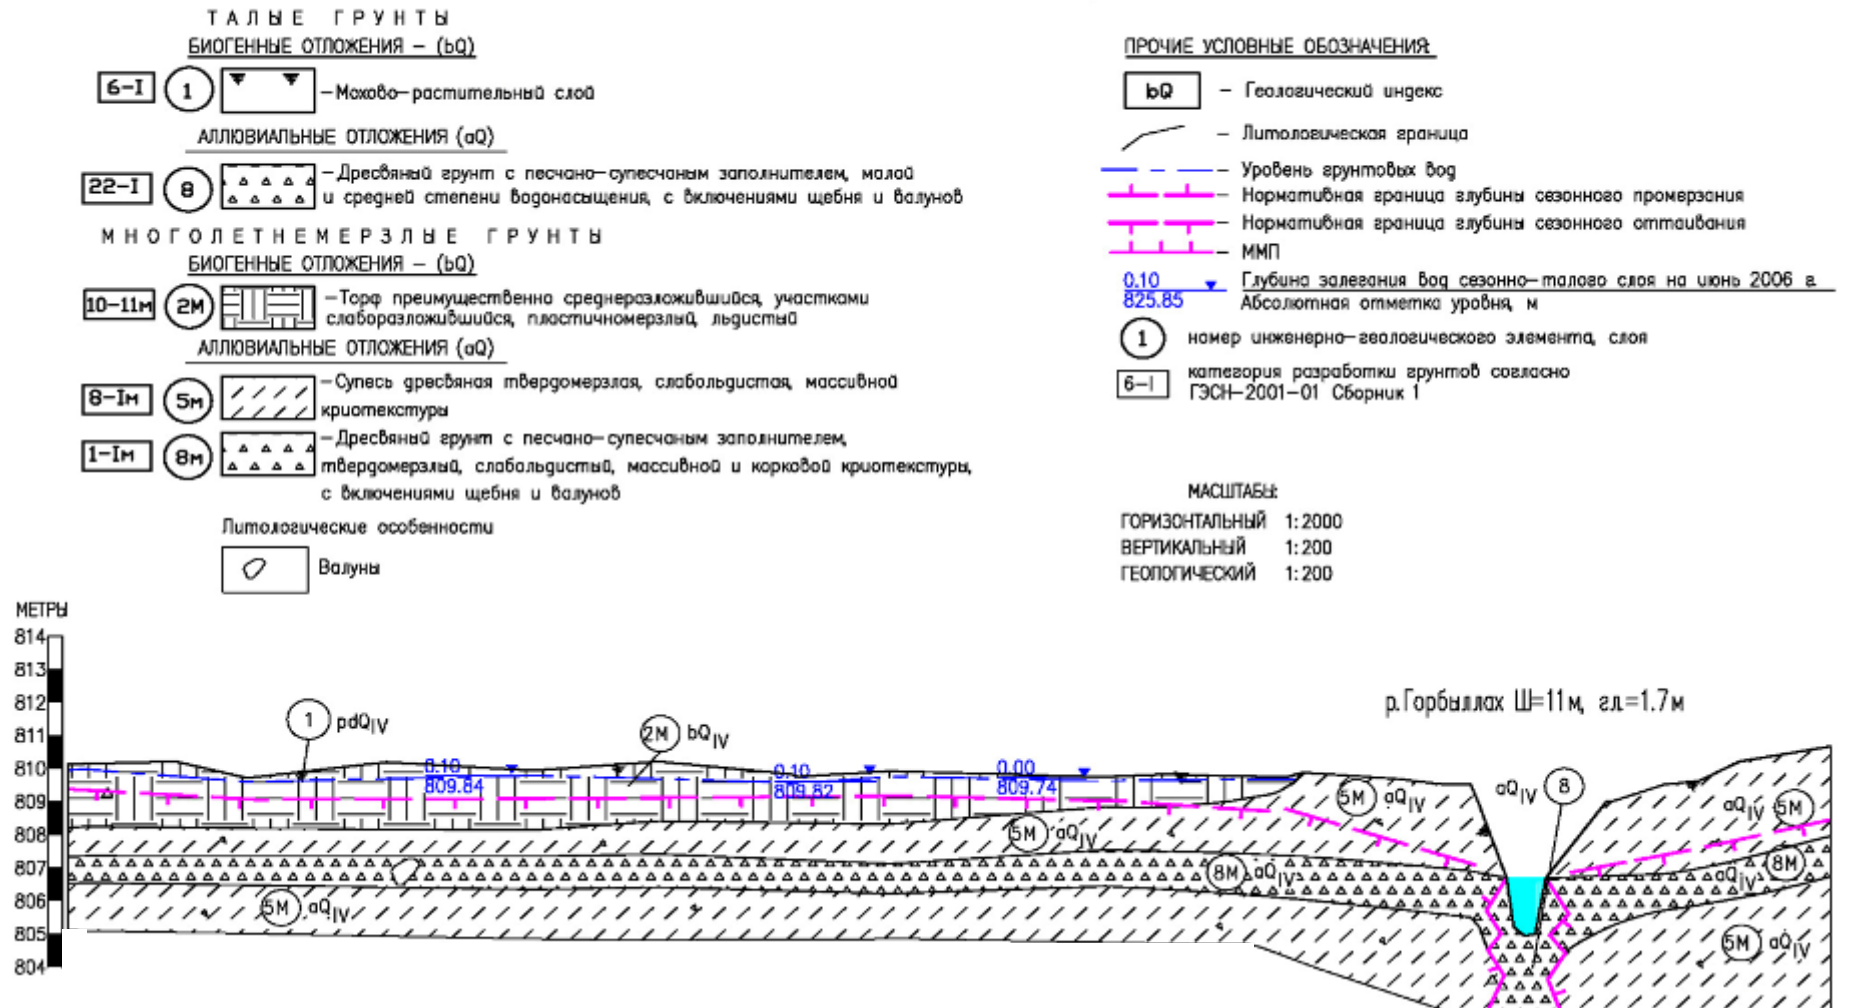 ТАЛЫЕ ГРУНТЫ
БИОГЕННЫЕ ОТЛОЖЕНИЯ – (bQ)
6-I 1 –Мохово-растительный слой
АЛЛЮВИАЛЬНЫЕ ОТЛОЖЕНИЯ (aQ)
22-I 8 –Дресвяный грунт с песчано-супесчаным заполнителем, малой
и средней степени водонасыщения, с включениями щебня и валунов
МНОГОЛЕТНЕМЕРЗЛЫЕ ГРУНТЫ
БИОГЕННЫЕ ОТЛОЖЕНИЯ – (bQ)
10-11м 2М –Торф преимущественно среднеразложившийся, участками
слаборазложившийся, пластичномерзлый, льдистый
АЛЛЮВИАЛЬНЫЕ ОТЛОЖЕНИЯ (aQ)
8-Iм 5м –Супесь дресвяная твердомерзлая, слабольдистая, массивной
криотекстуры
1-Iм 8м –Дресвяный грунт с песчано-супесчаным заполнителем,
твердомерзлый, слабольдистый, массивной и корковой криотекстуры,
с включениями щебня и валунов
Литологические особенности
Валуны
ПРОЧИЕ УСЛОВНЫЕ ОБОЗНАЧЕНИЯ:
bQ – Геологический индекс
– Литологическая граница
– Уровень грунтовых вод
– Нормативная граница глубины сезонного промерзания
– Нормативная граница глубины сезонного оттаивания
– ММП
0.10 Глубина залегания вод сезонно-талого слоя на июнь 2006 г.
825.85 Абсолютная отметка уровня, м
1 номер инженерно-геологического элемента, слоя
6-I категория разработки грунтов согласно
ГЭСН-2001-01 Сборник 1
МАСШТАБЫ:
ГОРИЗОНТАЛЬНЫЙ 1:2000
ВЕРТИКАЛЬНЫЙ 1:200
ГЕОЛОГИЧЕСКИЙ 1:200
МЕТРЫ
814
813
812
811
810
809
808
807
806
805
804
1 pdQIV
2М bQIV
р.Горбыллах Ш=11м, гл.=1.7м
0.10
809.84
0.10
809.82
0.00
809.74
5М aQIV
aQIV 8
aQIV 5М
5М aQIV
8М aQIV
aQIV 8М
5М aQIV
5М aQIV